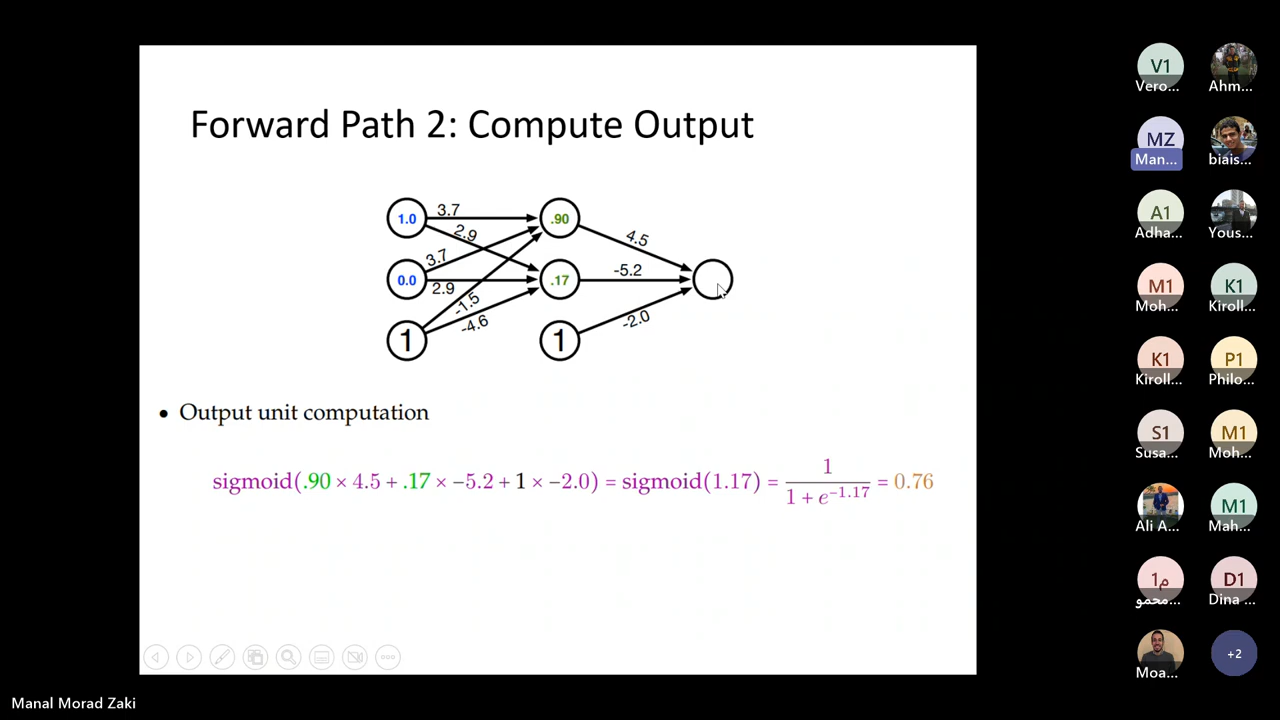 Forward Path 2: Compute Output
1.0
3.7
2.9
.90
4.5
0.0
3.7
2.9
.17
-5.2
1
-1.5
-4.6
1
-2.0
• Output unit computation
sigmoid(.90 × 4.5 + .17 × −5.2 + 1 × −2.0) = sigmoid(1.17) = 1 / 1 + e^−1.17 = 0.76
V1
Vero...
Ahm...
MZ
Man...
biais...
A1
Adha...
Yous...
M1
Moh...
K1
Kiroll...
K1
Kiroll...
P1
Philo...
S1
Susa...
M1
Moh...
Ali A...
M1
Mah...
م1
محمو...
D1
Dina ...
Moa...
+2
Manal Morad Zaki